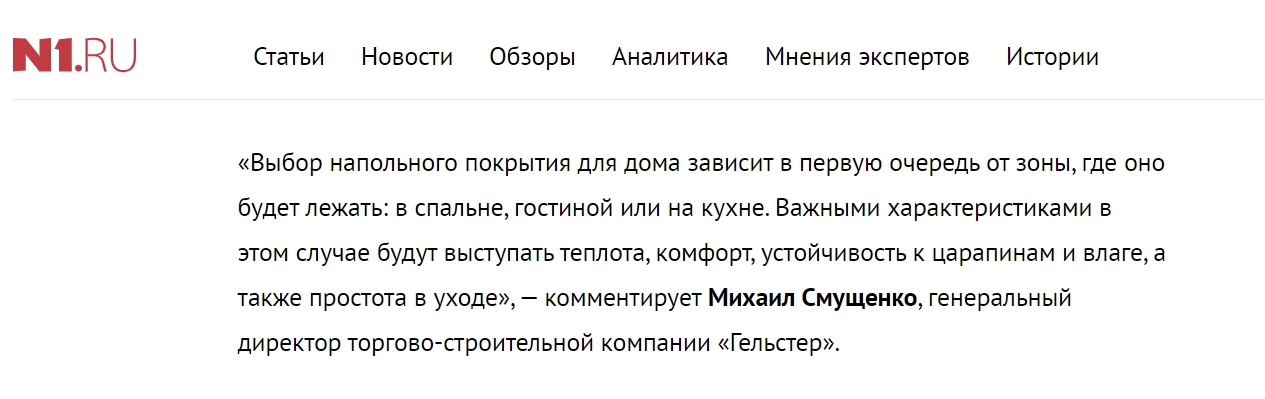 N1.RU Статьи Новости Обзоры Аналитика Мнения экспертов Истории
«Выбор напольного покрытия для дома зависит в первую очередь от зоны, где оно
будет лежать: в спальне, гостиной или на кухне. Важными характеристиками в
этом случае будут выступать теплота, комфорт, устойчивость к царапинам и влаге, а
также простота в уходе», — комментирует Михаил Смущенко, генеральный
директор торгово-строительной компании «Гельстер».